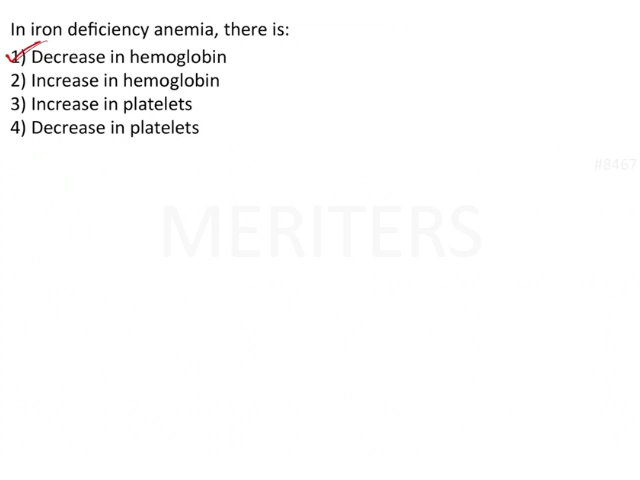 In iron deficiency anemia, there is:
1) Decrease in hemoglobin
2) Increase in hemoglobin
3) Increase in platelets
4) Decrease in platelets
#8467
MERITERS